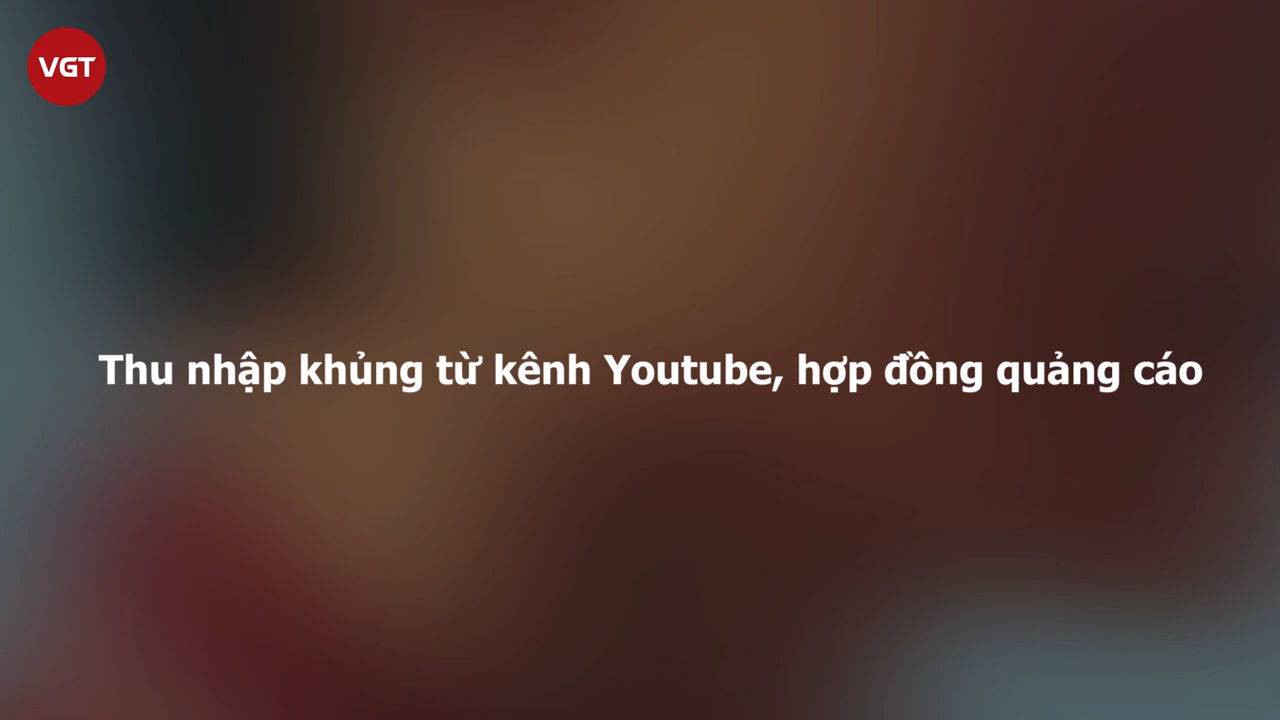 VGT
Thu nhập khủng từ kênh Youtube, hợp đồng quảng cáo